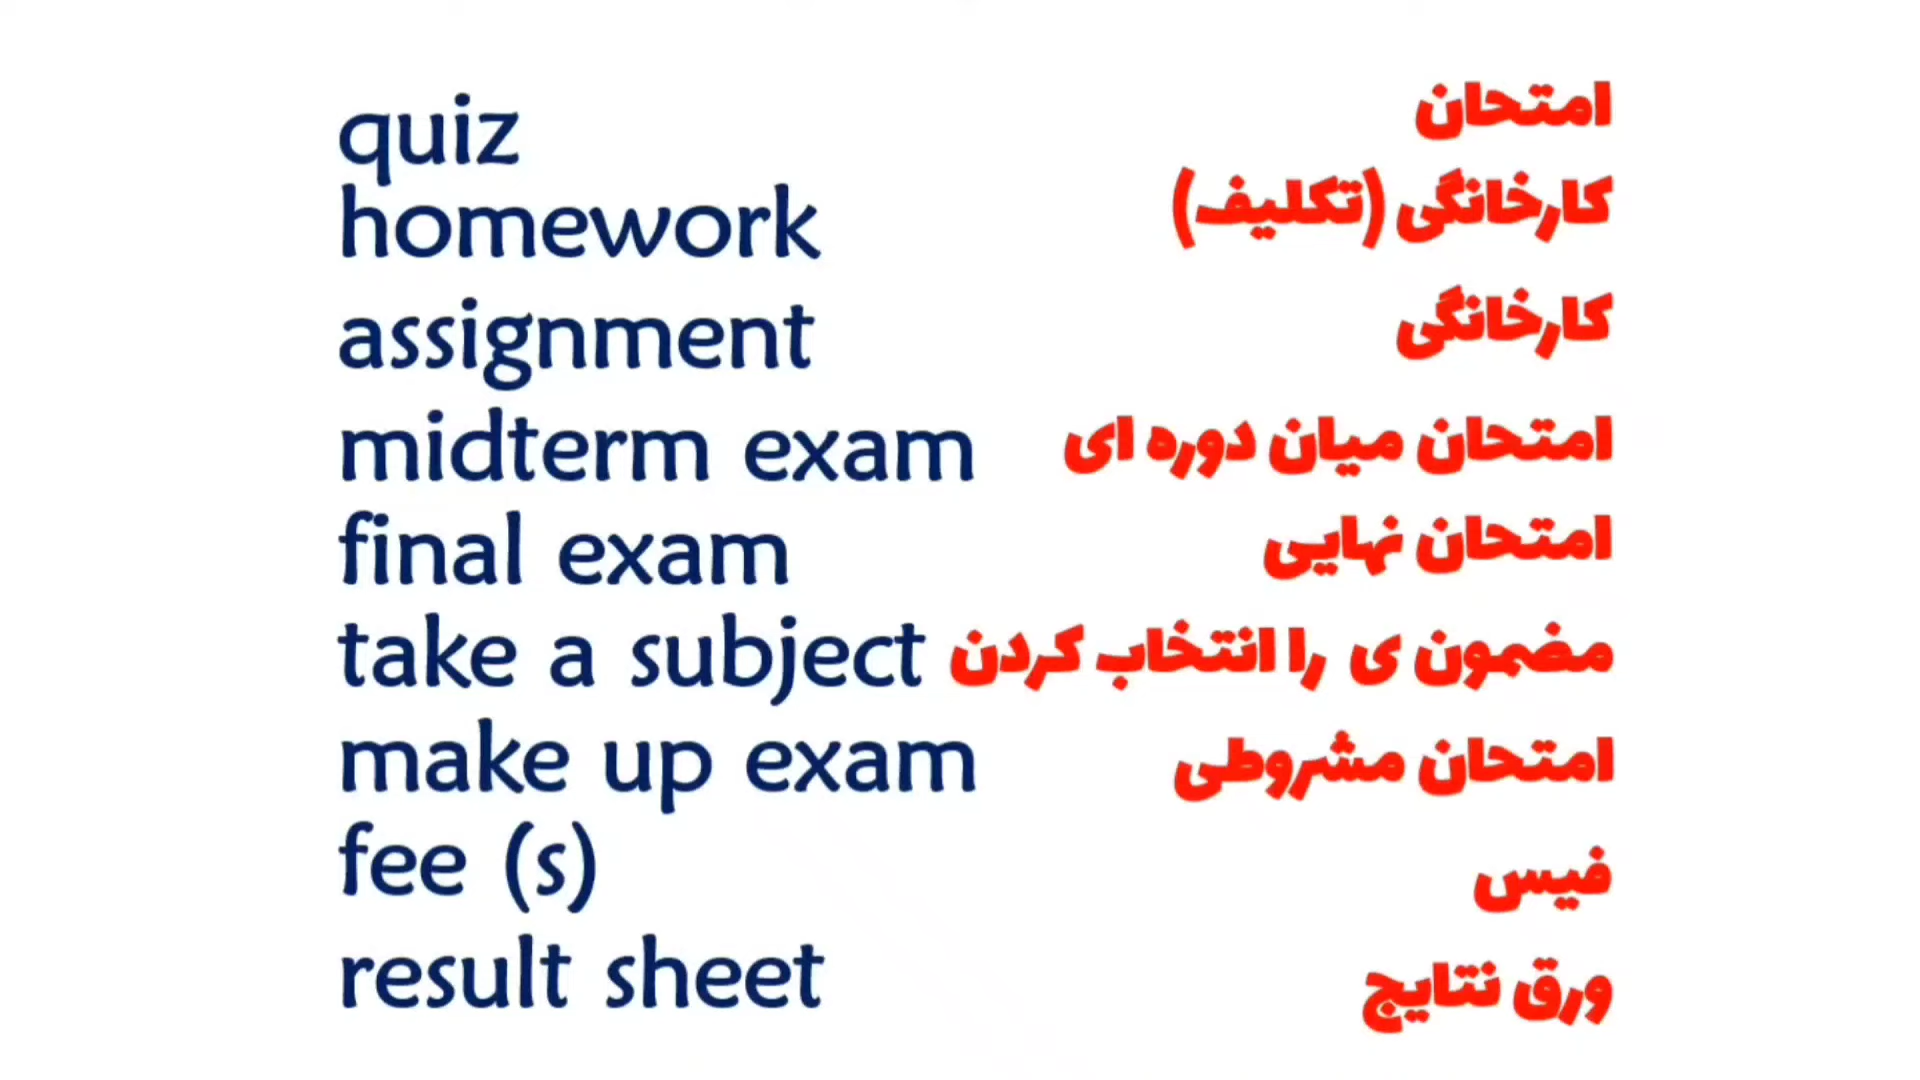 quiz امتحان
homework کارخانگی (تکلیف)
assignment کارخانگی
midterm exam امتحان میان دوره ای
final exam امتحان نهایی
take a subject مضمون ی را انتخاب کردن
make up exam امتحان مشروطی
fee (s) فیس
result sheet ورق نتایج